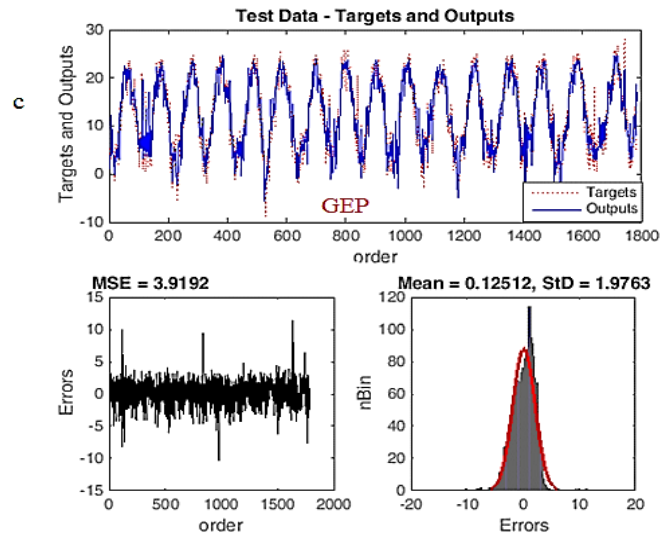 Test Data - Targets and Outputs
c
Targets and Outputs
30
20
10
0
-10
GEP
Targets
Outputs
0 200 400 600 800 1000 1200 1400 1600 1800
order
MSE = 3.9192
Errors
15
10
5
0
-5
-10
-15
0 500 1000 1500 2000
order
Mean = 0.12512, StD = 1.9763
nBin
120
100
80
60
40
20
0
-20 -10 0 10 20
Errors